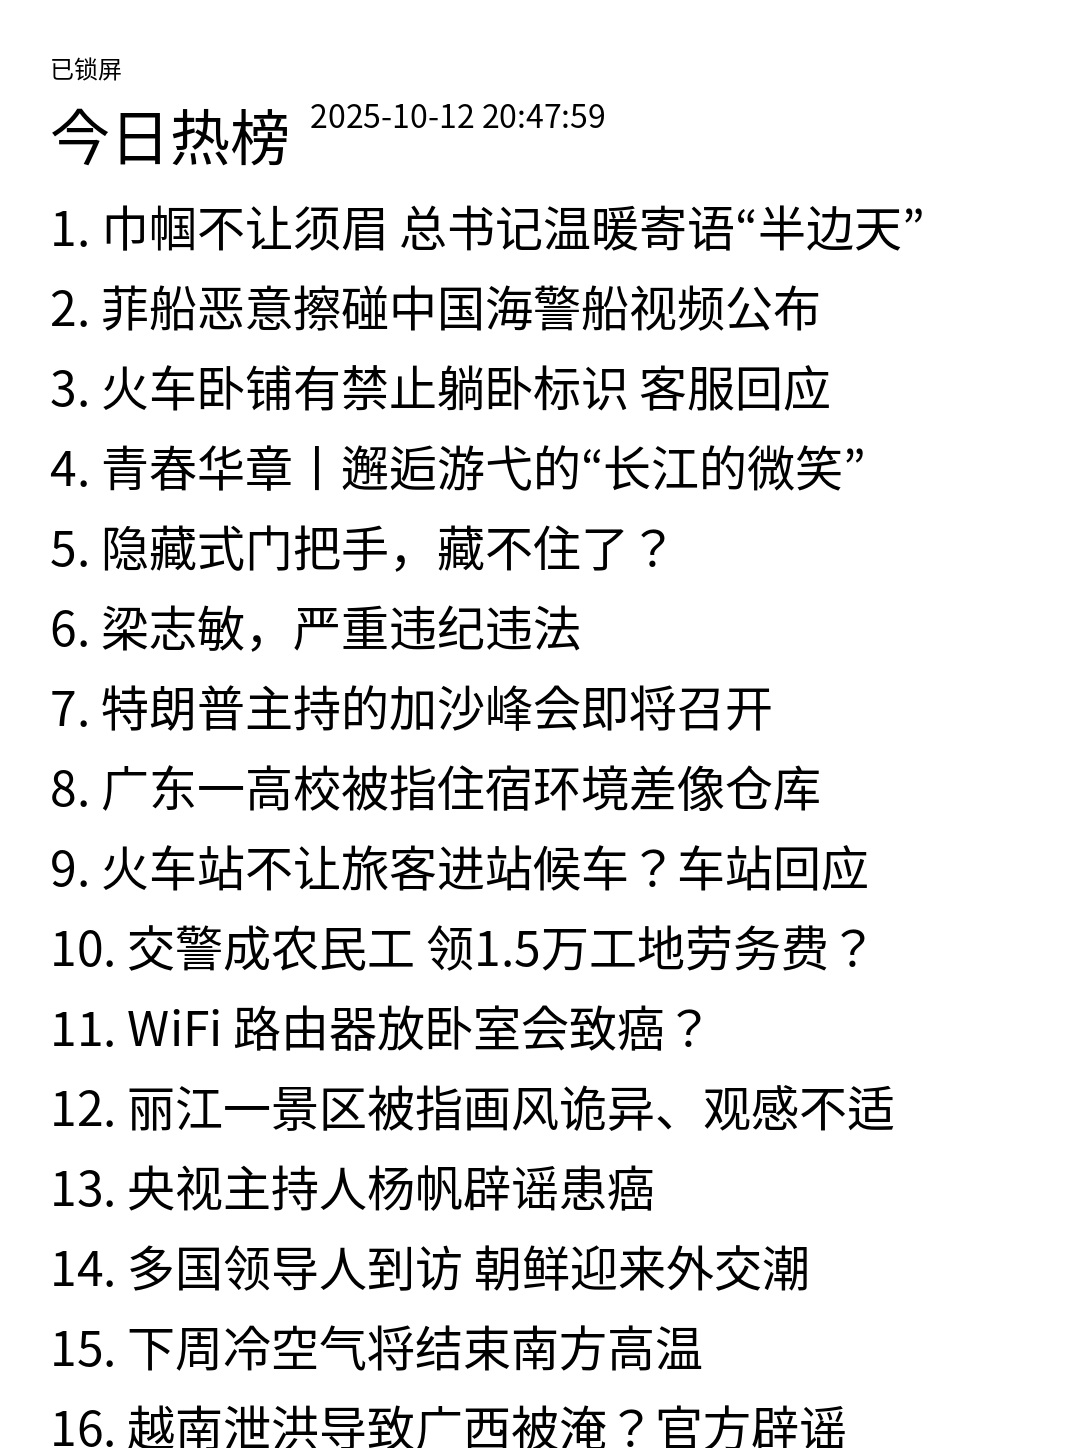 已锁屏
今日热榜 2025-10-12 20:47:59
1. 巾帼不让须眉 总书记温暖寄语“半边天”
2. 菲船恶意擦碰中国海警船视频公布
3. 火车卧铺有禁止躺卧标识 客服回应
4. 青春华章丨邂逅游弋的“长江的微笑”
5. 隐藏式门把手，藏不住了？
6. 梁志敏，严重违纪违法
7. 特朗普主持的加沙峰会即将召开
8. 广东一高校被指住宿环境差像仓库
9. 火车站不让旅客进站候车？车站回应
10. 交警成农民工 领1.5万工地劳务费？
11. WiFi 路由器放卧室会致癌？
12. 丽江一景区被指画风诡异、观感不适
13. 央视主持人杨帆辟谣患癌
14. 多国领导人到访 朝鲜迎来外交潮
15. 下周冷空气将结束南方高温
16. 越南泄洪导致广西被淹？官方辟谣